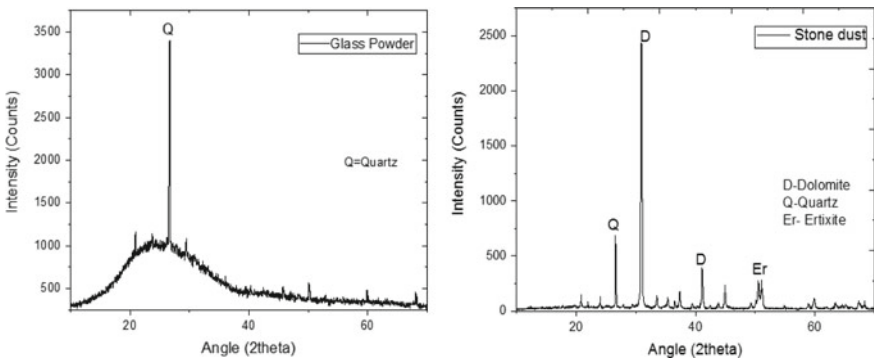 3500
3000
2500
2000
1500
1000
500
Intensity (Counts)
Q
Glass Powder
Q=Quartz
20
40
60
Angle (2theta)
2500
2000
1500
1000
500
0
Intensity (Counts)
D
Stone dust
D-Dolomite
Q-Quartz
Er- Ertixite
Q
D
Er
20
40
60
Angle (2theta)